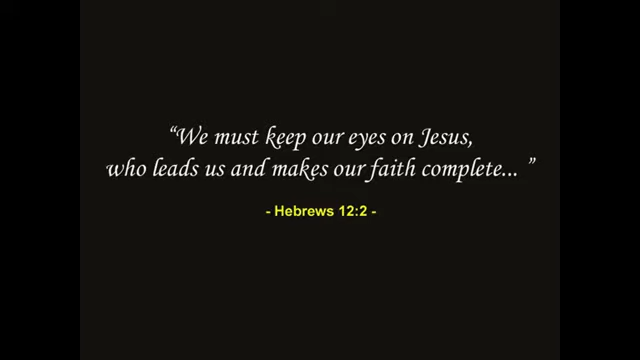 “We must keep our eyes on Jesus,
who leads us and makes our faith complete... ”
- Hebrews 12:2 -